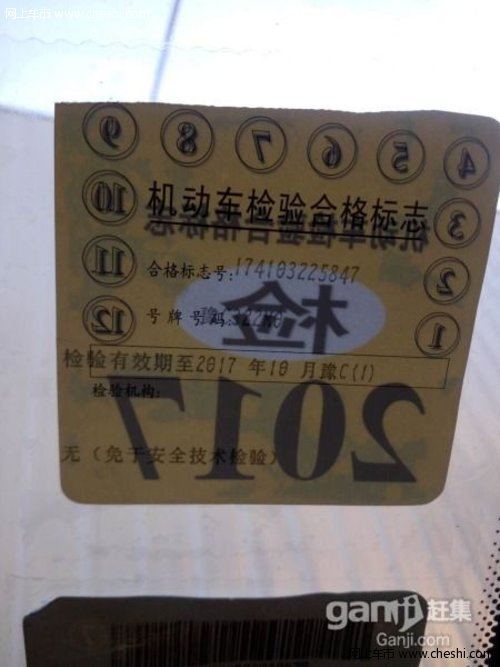 网上车市 www.cheshi.com
9 8 7 6 5 4
10 机动车检验合格标志 3
11 合格标志号:174103225847 2
12 号牌号码: 1
检
检验有效期至2017 年10 月豫C(1)
检验机构:
2017
无(免于安全技术检验)
ganji 赶集
Ganji.com
网上车市 www.cheshi.com